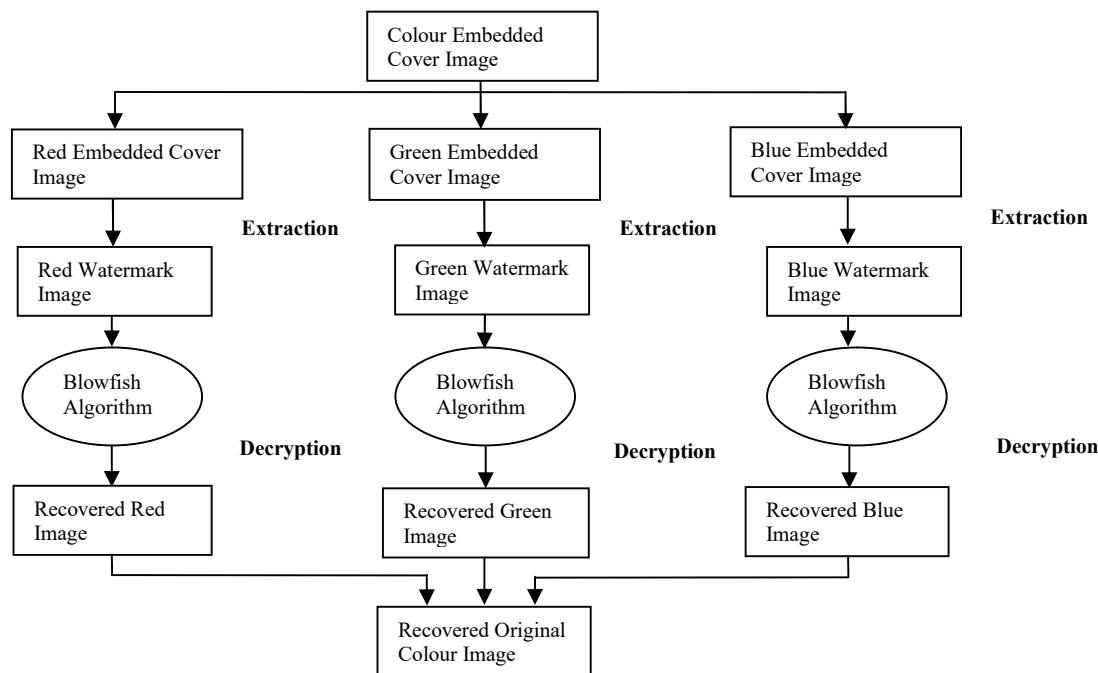 Colour Embedded
Cover Image
Red Embedded Cover
Image
Green Embedded
Cover Image
Blue Embedded
Cover Image
Extraction
Extraction
Extraction
Red Watermark
Image
Green Watermark
Image
Blue Watermark
Image
Blowfish
Algorithm
Blowfish
Algorithm
Blowfish
Algorithm
Decryption
Decryption
Decryption
Recovered Red
Image
Recovered Green
Image
Recovered Blue
Image
Recovered Original
Colour Image